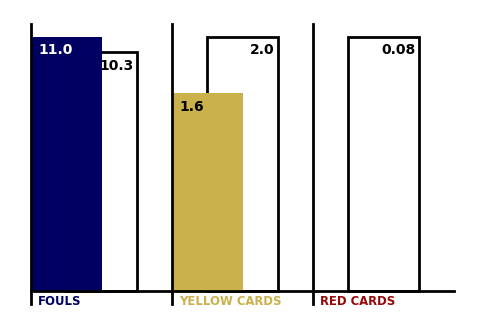 11.0
10.3
1.6
2.0
0.08
FOULS
YELLOW CARDS
RED CARDS